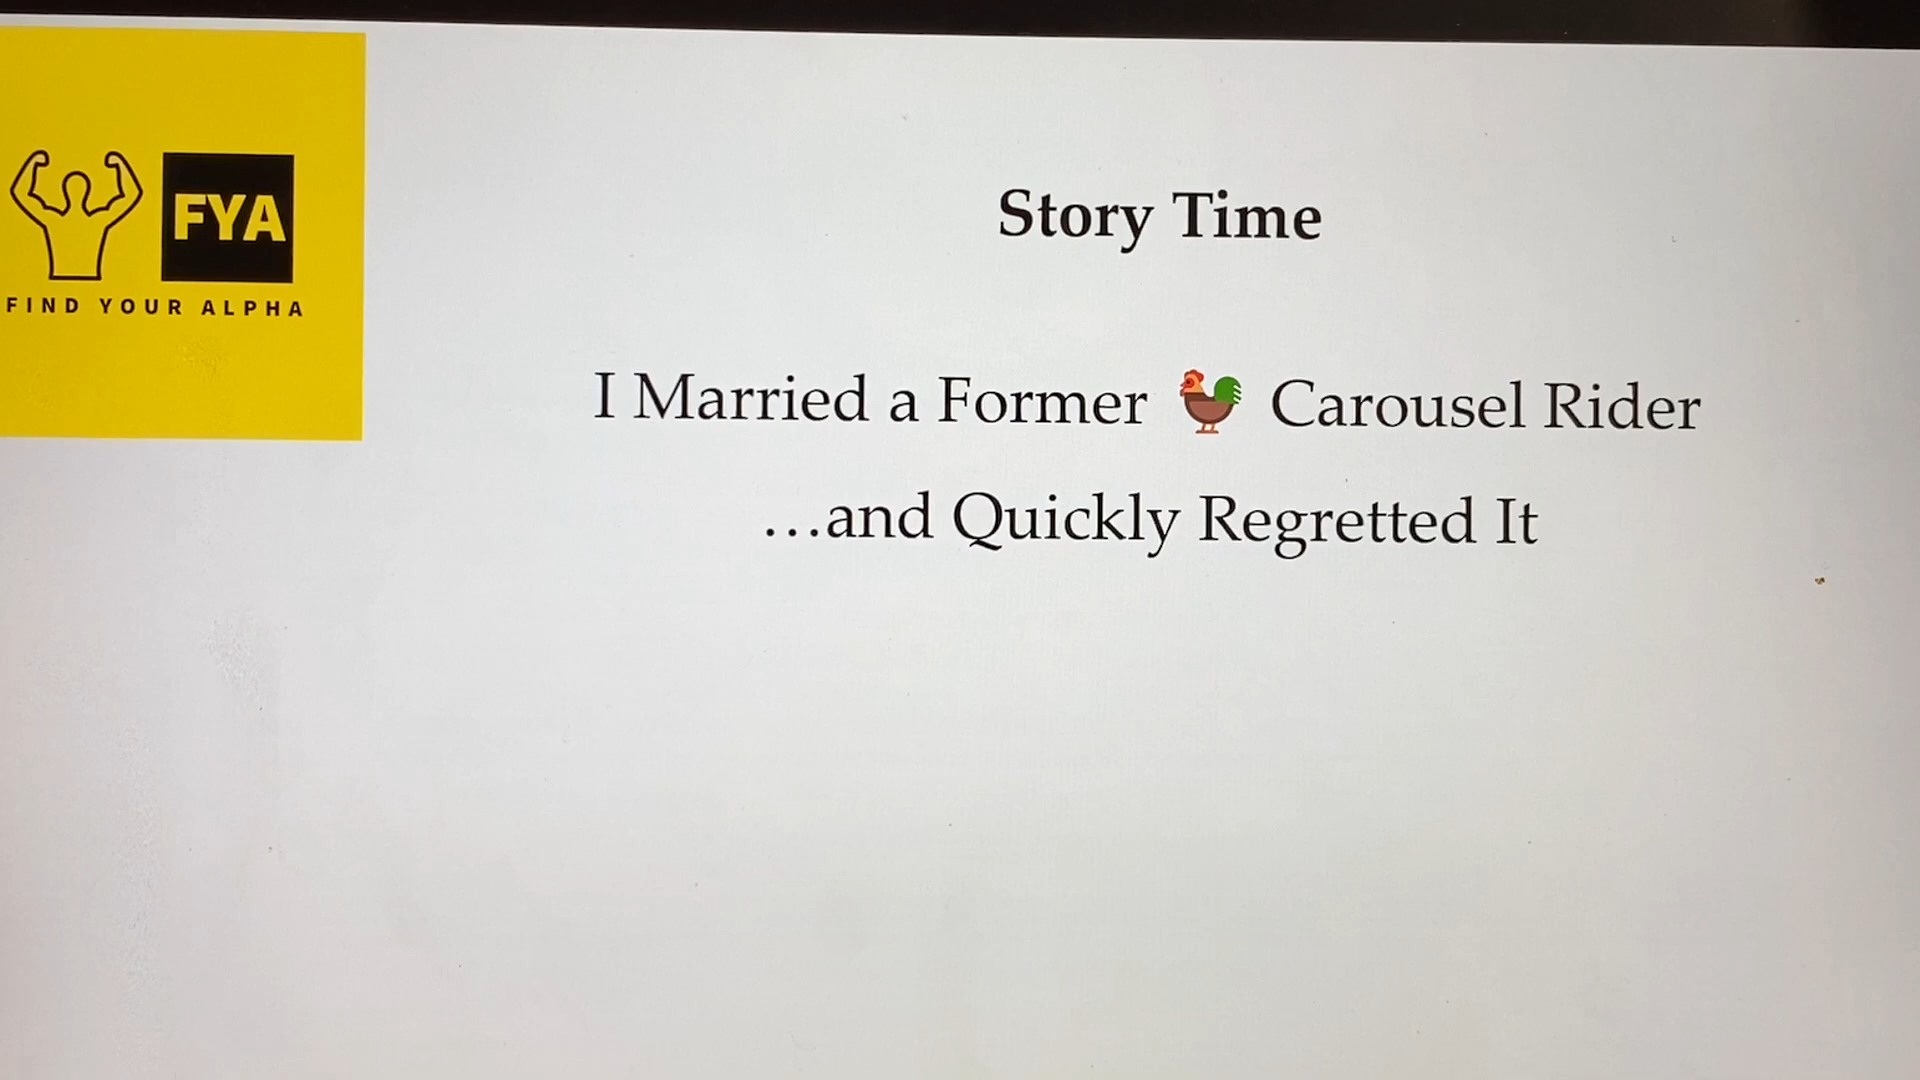 FYA
FIND YOUR ALPHA
Story Time
I Married a Former 🐓 Carousel Rider
…and Quickly Regretted It